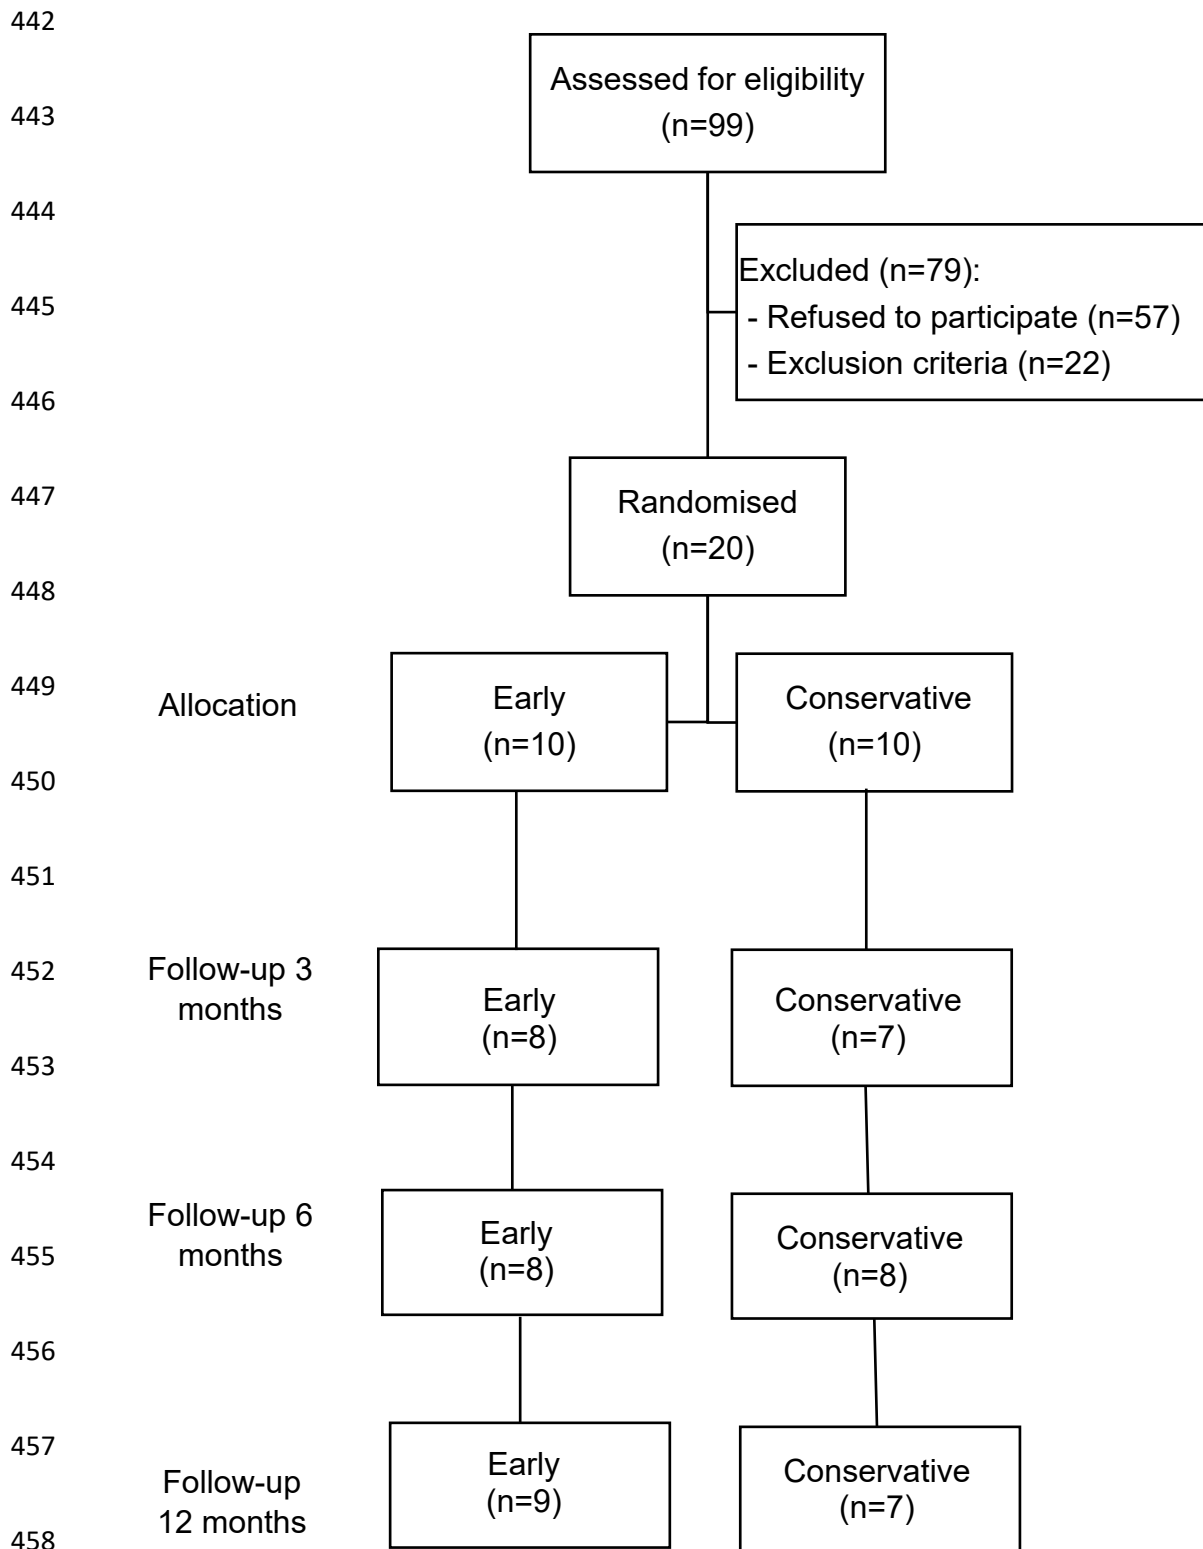 442
Assessed for eligibility
443
(n=99)
444
Excluded (n=79):
445
- Refused to participate (n=57)
- Exclusion criteria (n=22)
446
447
Randomised
(n=20)
448
449
Allocation
Early
(n=10)
Conservative
(n=10)
450
451
452
Follow-up 3
months
Early
(n=8)
Conservative
(n=7)
453
454
Follow-up 6
months
455
Early
(n=8)
Conservative
(n=8)
456
457
Follow-up
12 months
Early
(n=9)
Conservative
(n=7)
458